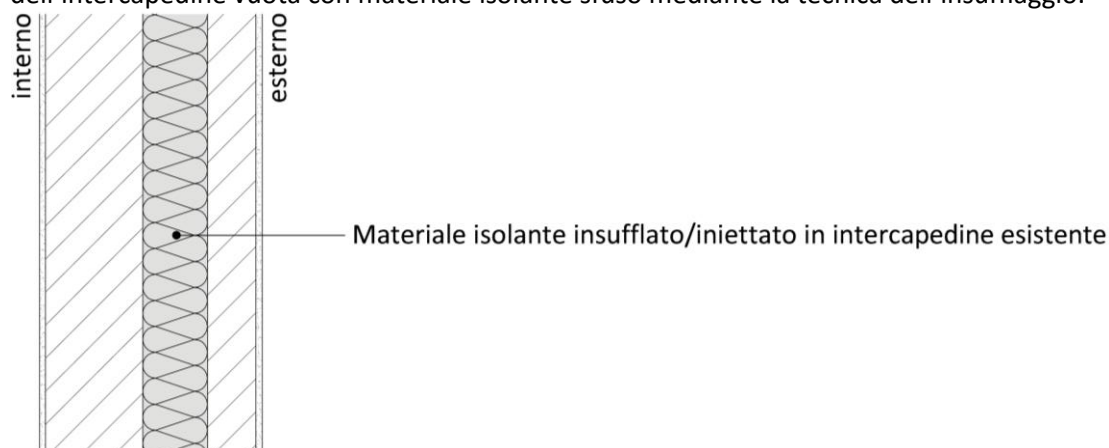 dell'intercapedine vuota con materiale isolante sfuso mediante la tecnica dell'insufflaggio.
interno
esterno
Materiale isolante insufflato/iniettato in intercapedine esistente